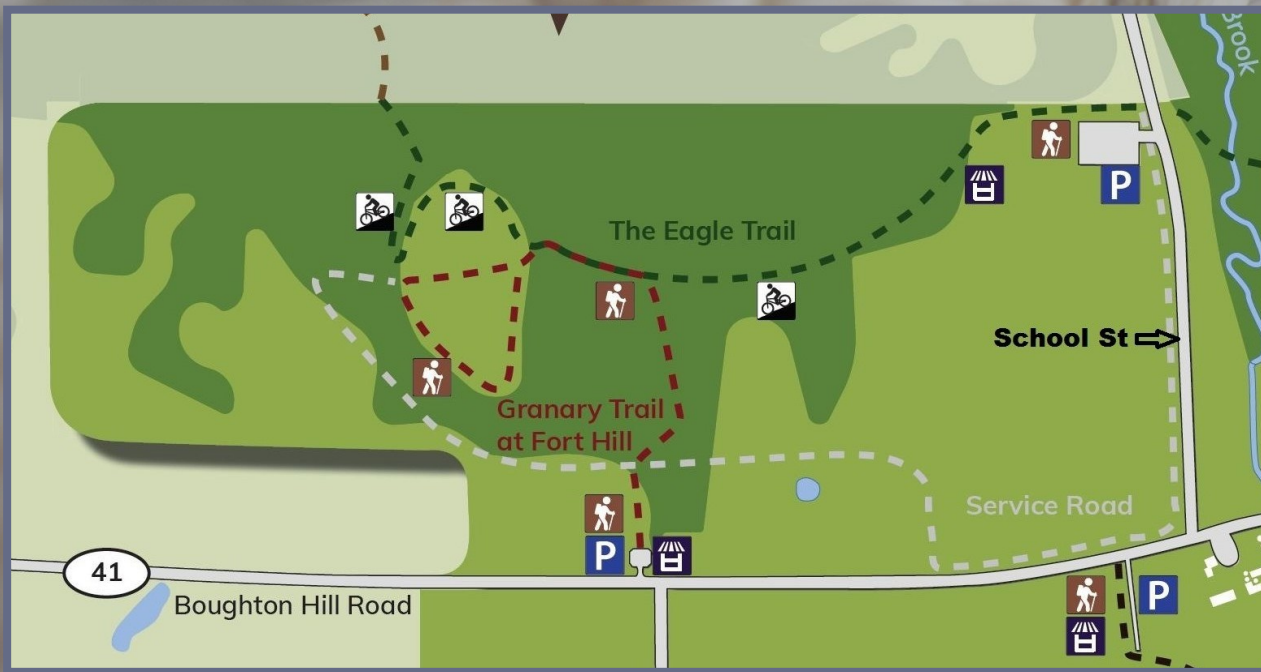 Brook
P
The Eagle Trail
School St
Granary Trail
at Fort Hill
Service Road
P
41
Boughton Hill Road
P